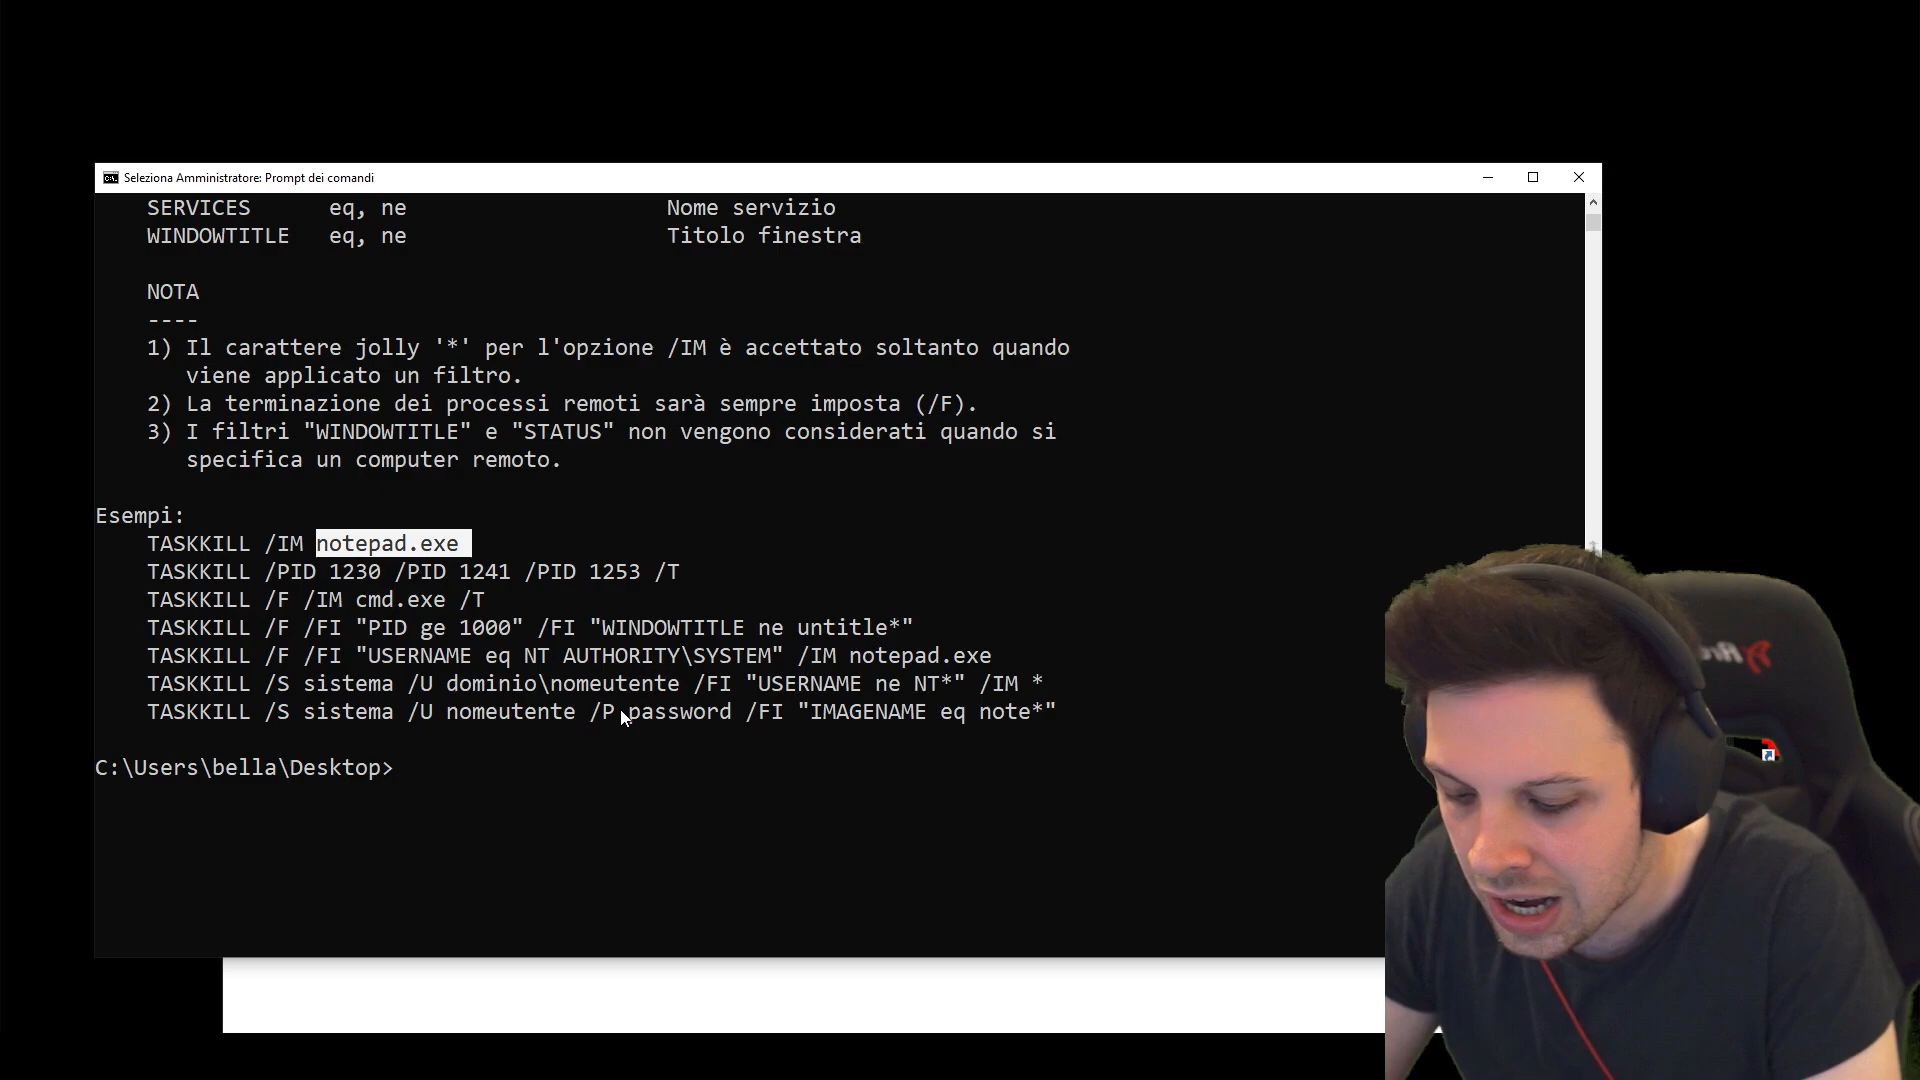 Seleziona Amministratore: Prompt dei comandi
SERVICES eq, ne Nome servizio
WINDOWTITLE eq, ne Titolo finestra
NOTA
----
1) Il carattere jolly '*' per l'opzione /IM è accettato soltanto quando
viene applicato un filtro.
2) La terminazione dei processi remoti sarà sempre imposta (/F).
3) I filtri "WINDOWTITLE" e "STATUS" non vengono considerati quando si
specifica un computer remoto.
Esempi:
TASKKILL /IM notepad.exe
TASKKILL /PID 1230 /PID 1241 /PID 1253 /T
TASKKILL /F /IM cmd.exe /T
TASKKILL /F /FI "PID ge 1000" /FI "WINDOWTITLE ne untitle*"
TASKKILL /F /FI "USERNAME eq NT AUTHORITY\SYSTEM" /IM notepad.exe
TASKKILL /S sistema /U dominio\nomeutente /FI "USERNAME ne NT*" /IM *
TASKKILL /S sistema /U nomeutente /P password /FI "IMAGENAME eq note*"
C:\Users\bella\Desktop>